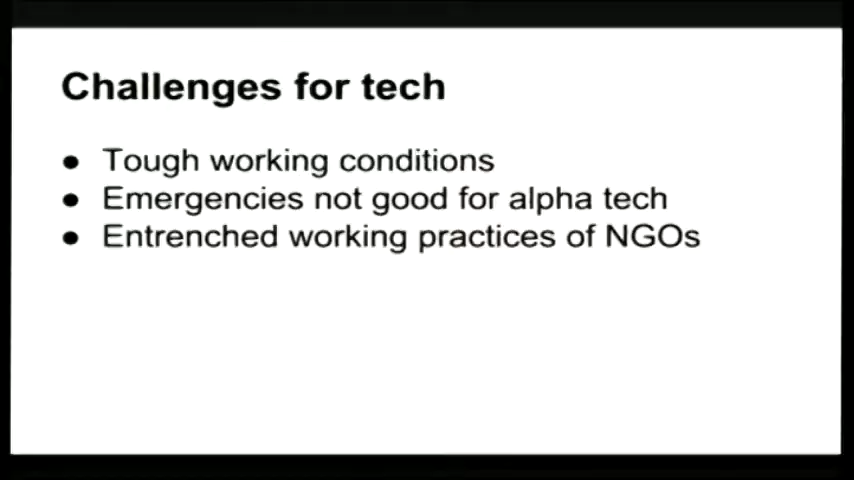 Challenges for tech
● Tough working conditions
● Emergencies not good for alpha tech
● Entrenched working practices of NGOs